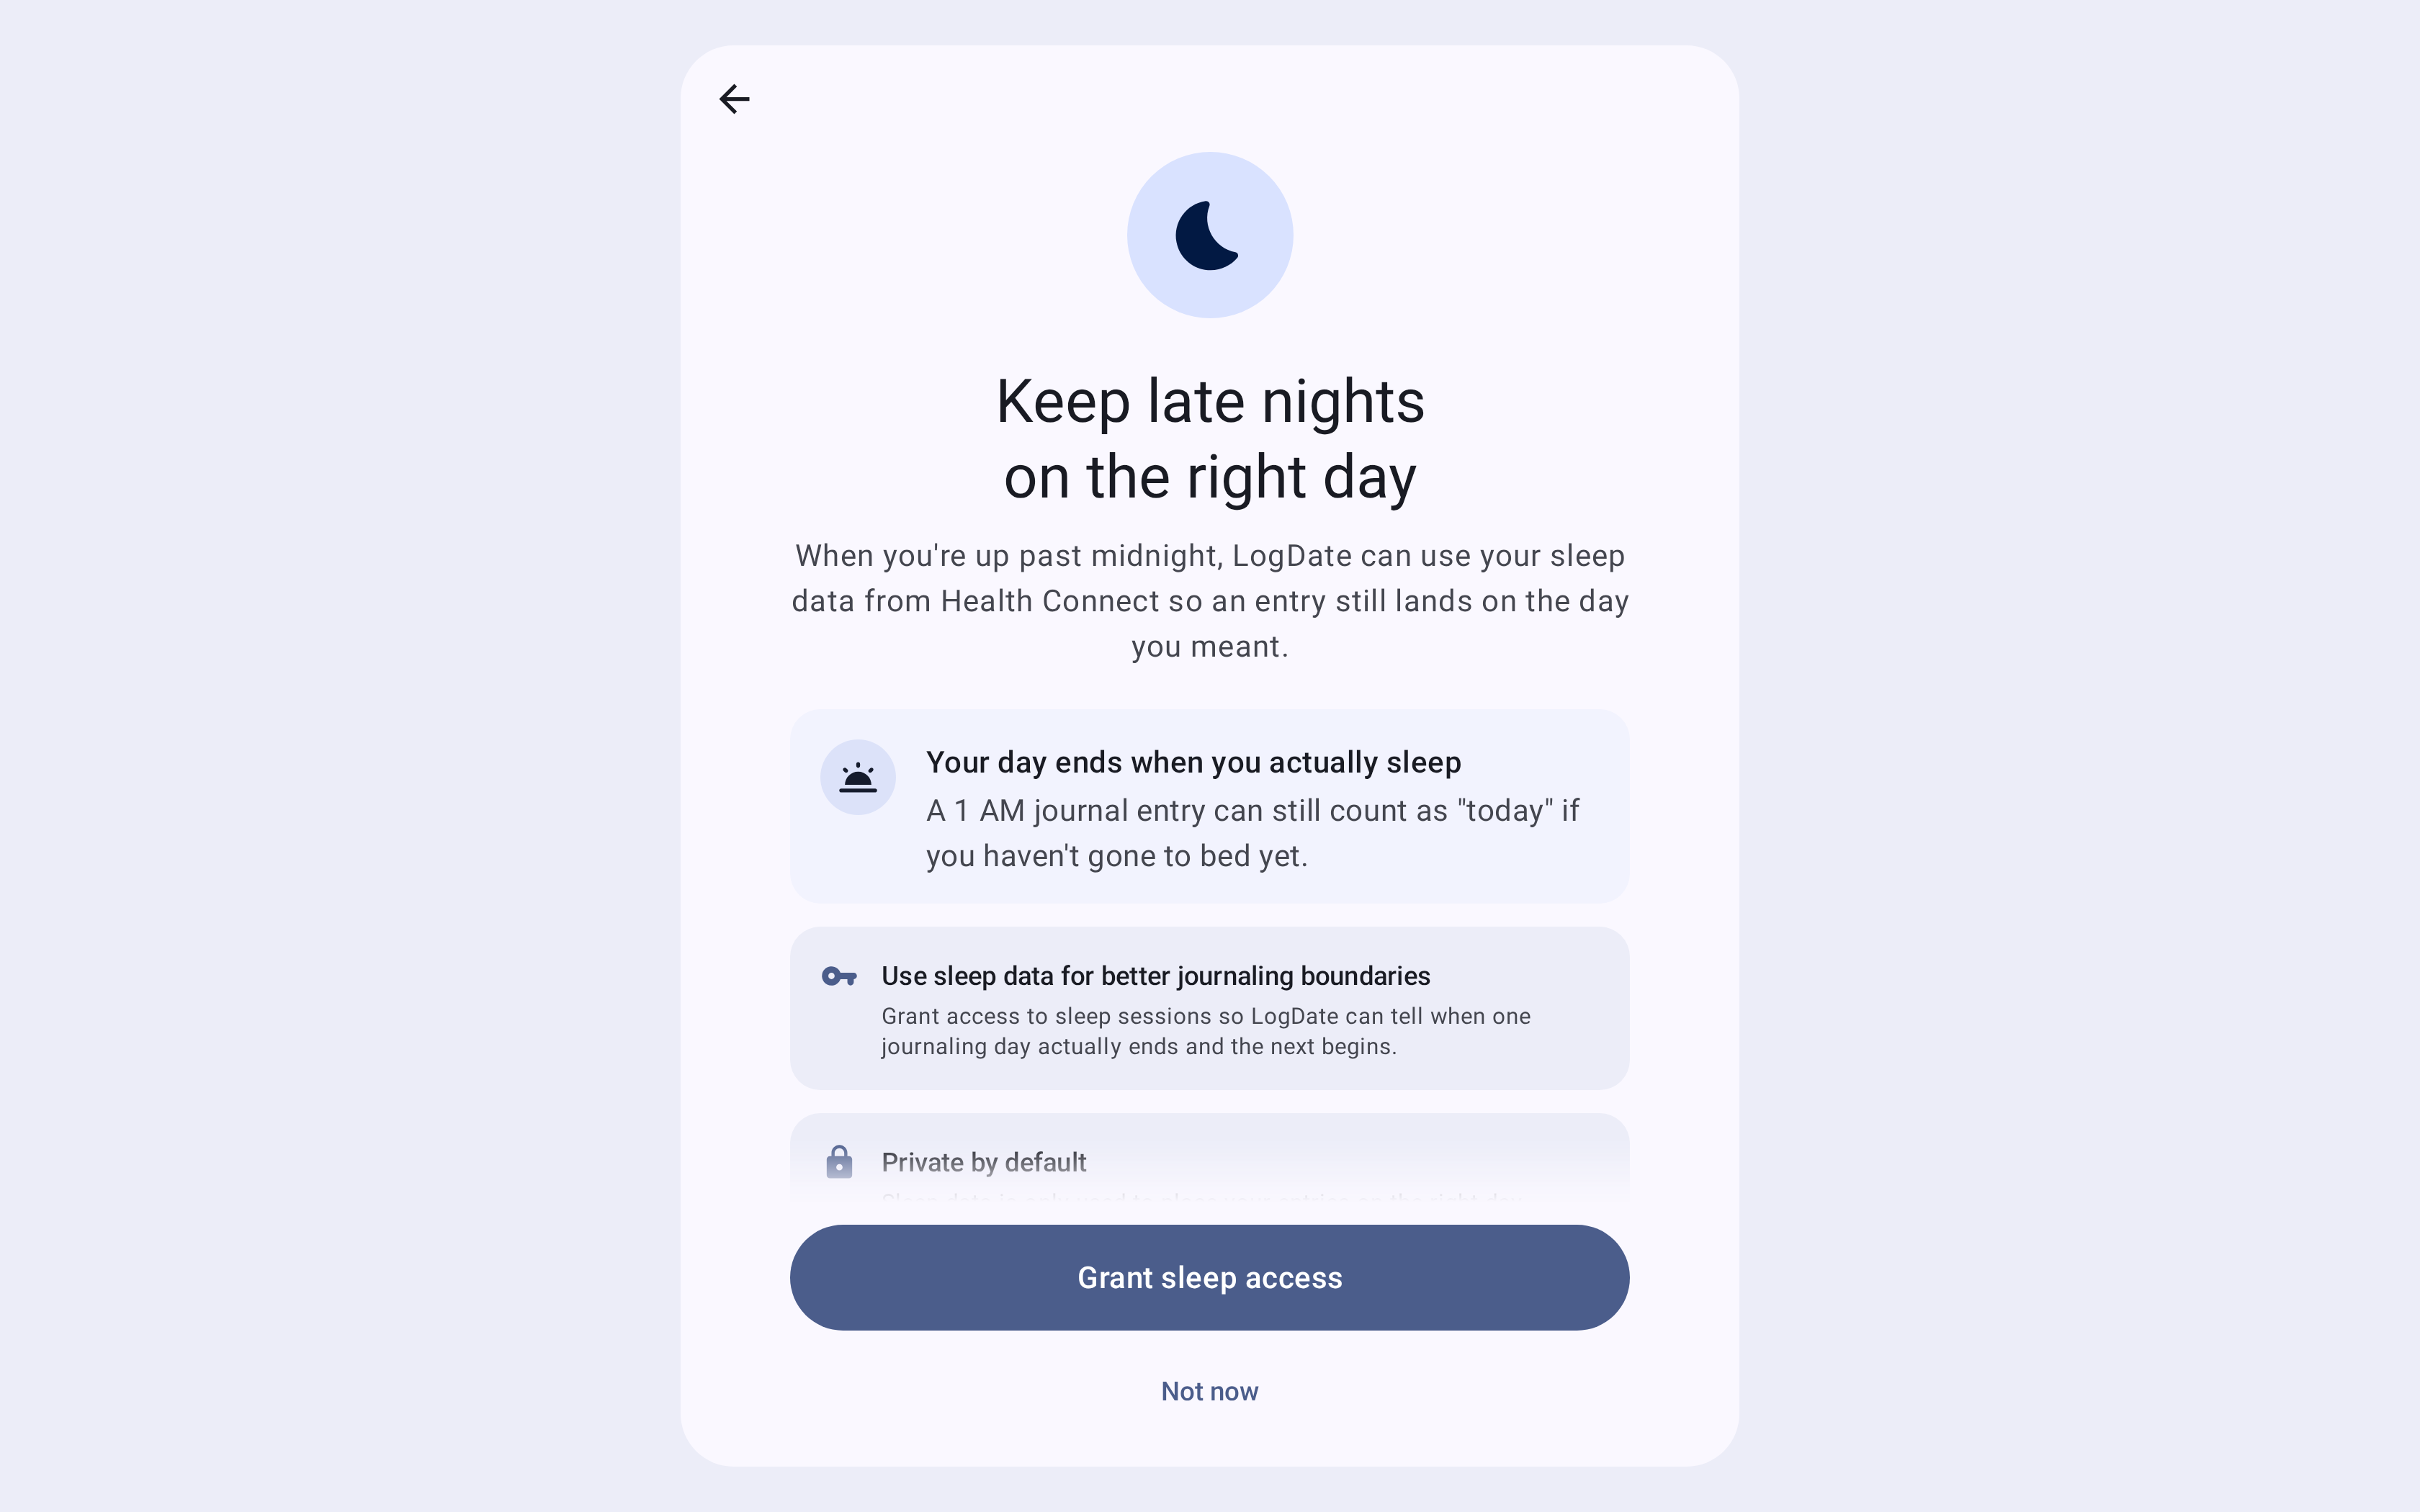 Keep late nights
on the right day
When you're up past midnight, LogDate can use your sleep
data from Health Connect so an entry still lands on the day
you meant.
Your day ends when you actually sleep
A 1 AM journal entry can still count as "today" if
you haven't gone to bed yet.
Use sleep data for better journaling boundaries
Grant access to sleep sessions so LogDate can tell when one
journaling day actually ends and the next begins.
Private by default
Grant sleep access
Not now